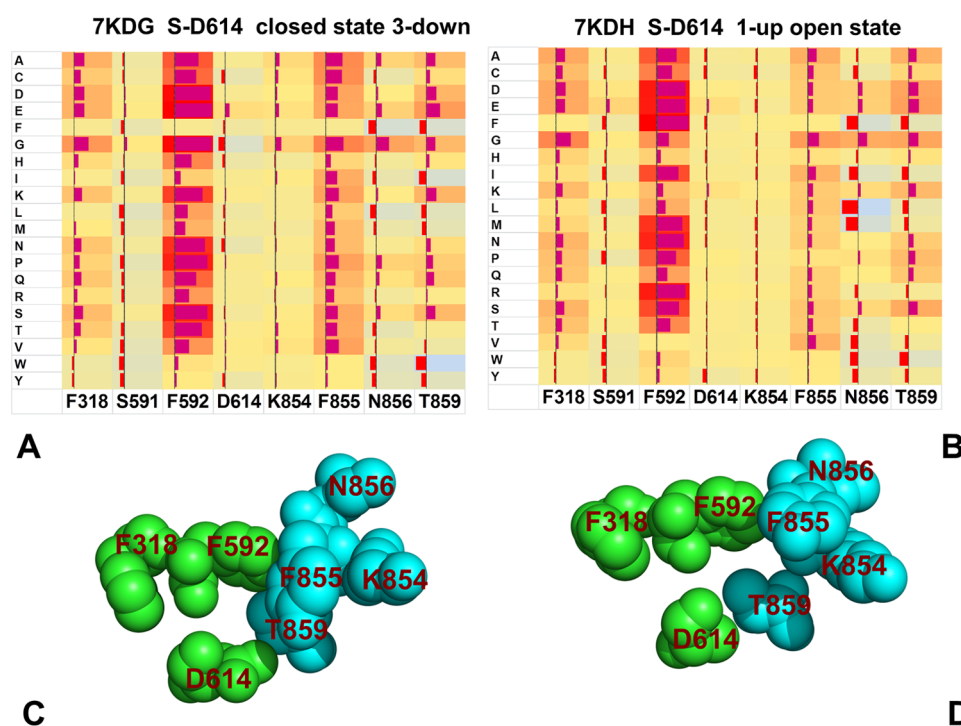 7KDG S-D614 closed state 3-down
7KDH S-D614 1-up open state
A
C
D
E
F
G
H
I
K
L
M
N
P
Q
R
S
T
V
W
Y
F318 S591 F592 D614 K854 F855 N856 T859
A
C
D
E
F
G
H
I
K
L
M
N
P
Q
R
S
T
V
W
Y
F318 S591 F592 D614 K854 F855 N856 T859
A
B
N856
F318
F592
F855
K854
T859
D614
N856
F592
F318
F855
K854
T859
D614
C
D